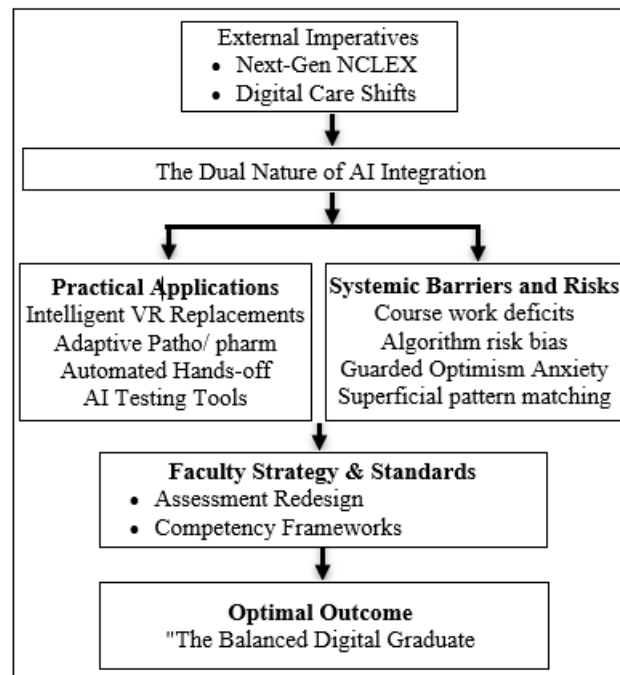 External Imperatives
• Next-Gen NCLEX
• Digital Care Shifts
The Dual Nature of AI Integration
Practical Applications
Intelligent VR Replacements
Adaptive Patho/ pharm
Automated Hands-off
AI Testing Tools
Systemic Barriers and Risks
Course work deficits
Algorithm risk bias
Guarded Optimism Anxiety
Superficial pattern matching
Faculty Strategy & Standards
• Assessment Redesign
• Competency Frameworks
Optimal Outcome
"The Balanced Digital Graduate